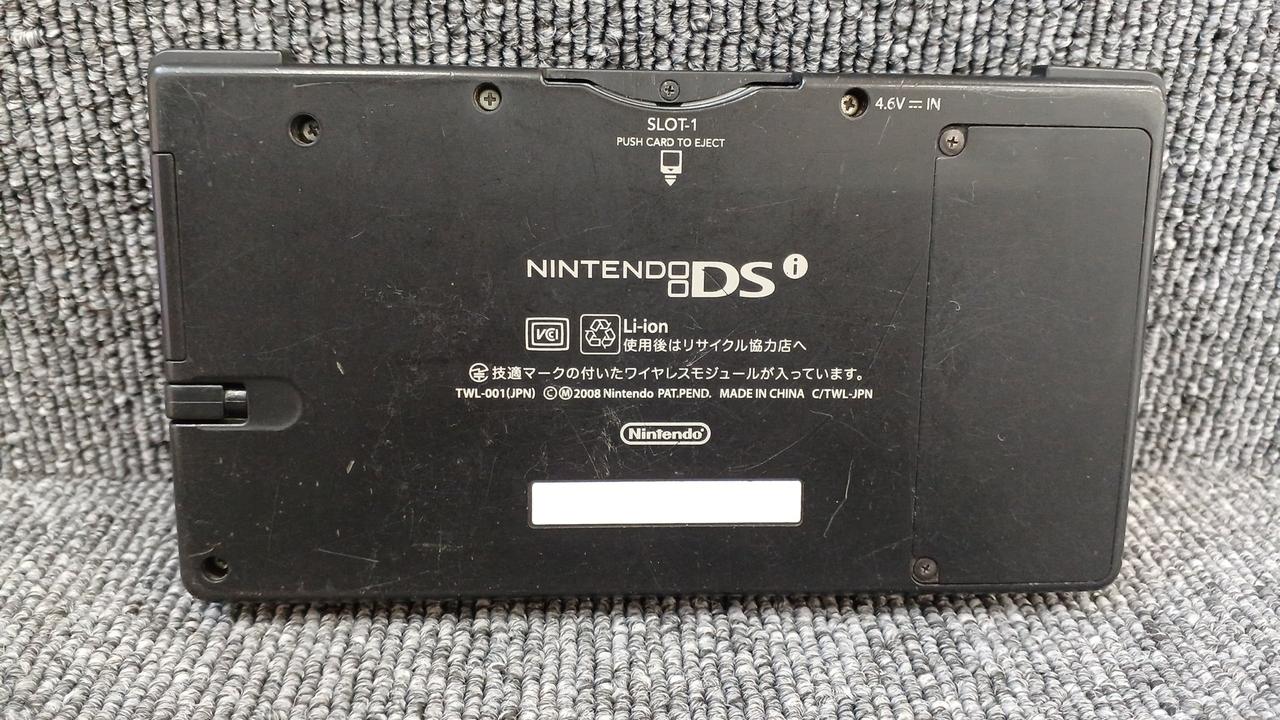 4.6V ⎓ IN
SLOT-1
PUSH CARD TO EJECT
NINTENDO DS i
VCI
Li-ion
使用後はリサイクル協力店へ
技適マークの付いたワイヤレスモジュールが入っています。
TWL-001(JPN) ©Ⓜ2008 Nintendo PAT.PEND. MADE IN CHINA C/TWL-JPN
Nintendo